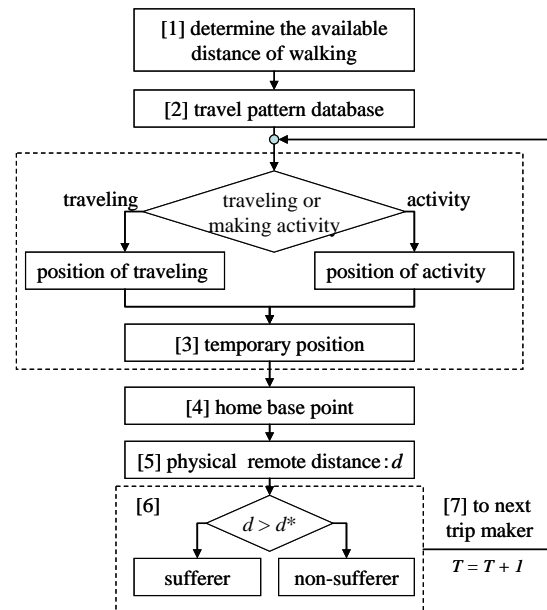 [1] determine the available
distance of walking
[2] travel pattern database
traveling
traveling or
making activity
activity
position of traveling
position of activity
[3] temporary position
[4] home base point
[5] physical remote distance: d
[6]
d > d*
sufferer
non-sufferer
[7] to next
trip maker
T = T + 1